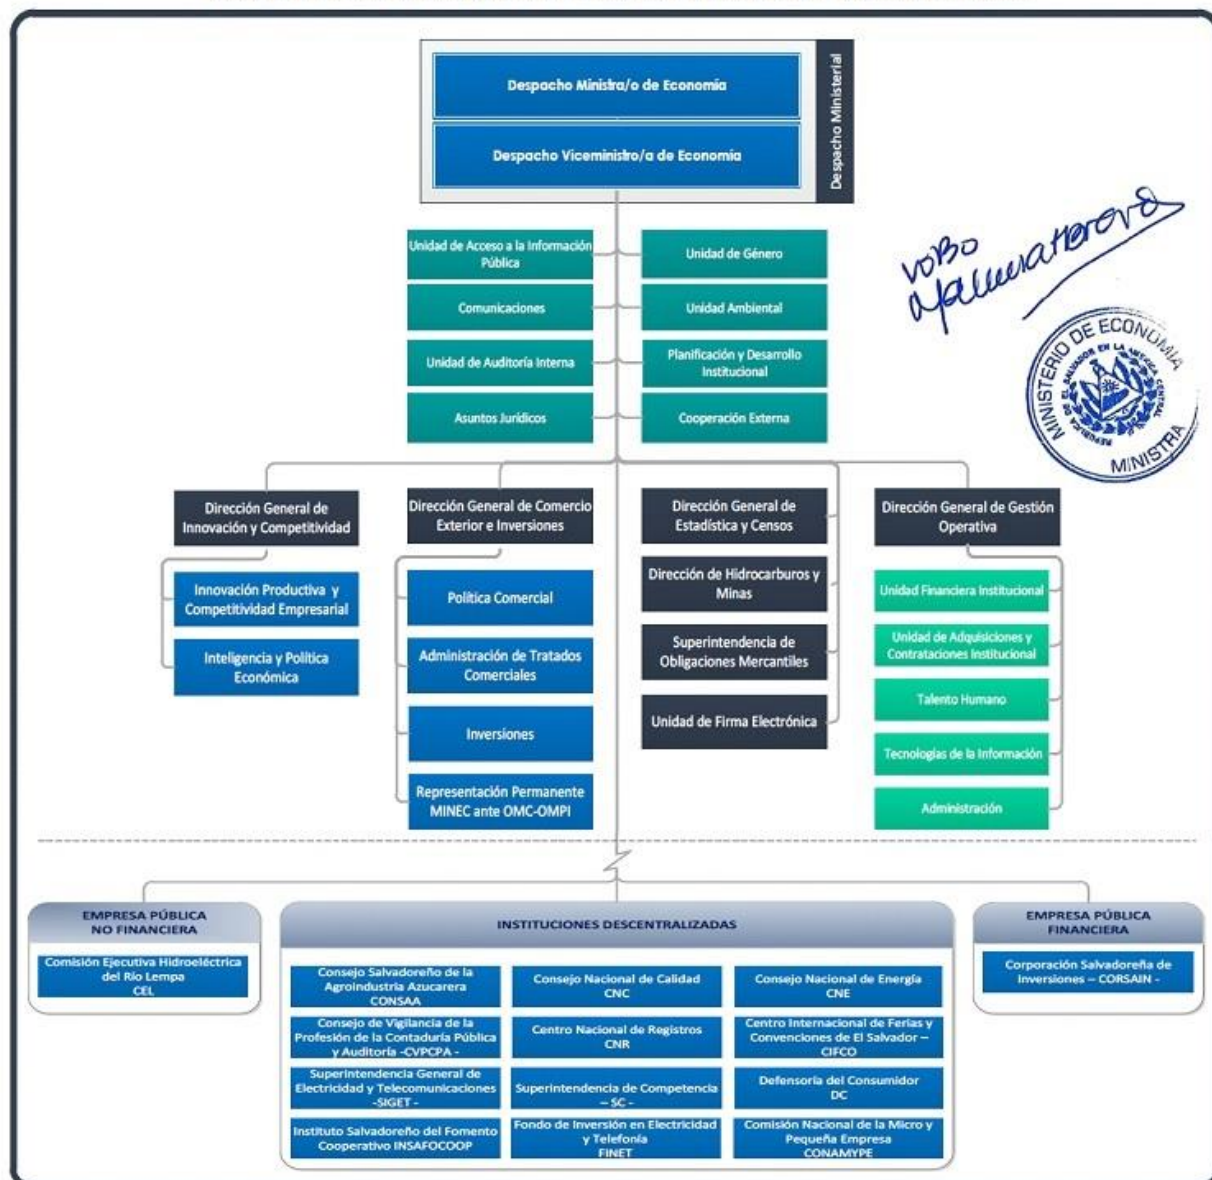 Despacho Ministra/o de Economía
Despacho Viceministro/a de Economía
Despacho Ministerial
Unidad de Acceso a la Información
Pública
Unidad de Género
Comunicaciones
Unidad Ambiental
Unidad de Auditoría Interna
Planificación y Desarrollo
Institucional
Asuntos Jurídicos
Cooperación Externa
VoBo
MINISTERIO DE ECONOMIA
REPUBLICA DE EL SALVADOR EN LA AMERICA CENTRAL
MINISTRA
Dirección General de
Innovación y Competitividad
Innovación Productiva y
Competitividad Empresarial
Inteligencia y Política
Económica
Dirección General de Comercio
Exterior e Inversiones
Política Comercial
Administración de Tratados
Comerciales
Inversiones
Representación Permanente
MINEC ante OMC-OMPI
Dirección General de
Estadística y Censos
Dirección de Hidrocarburos y
Minas
Superintendencia de
Obligaciones Mercantiles
Unidad de Firma Electrónica
Dirección General de Gestión
Operativa
Unidad Financiera Institucional
Unidad de Adquisiciones y
Contrataciones Institucional
Talento Humano
Tecnologías de la Información
Administración
EMPRESA PÚBLICA
NO FINANCIERA
Comisión Ejecutiva Hidroeléctrica
del Río Lempa
CEL
INSTITUCIONES DESCENTRALIZADAS
Consejo Salvadoreño de la
Agroindustria Azucarera
CONSAA
Consejo Nacional de Calidad
CNC
Consejo Nacional de Energía
CNE
Consejo de Vigilancia de la
Profesión de la Contaduría Pública
y Auditoría -CVPCPA -
Centro Nacional de Registros
CNR
Centro Internacional de Ferias y
Convenciones de El Salvador –
CIFCO
Superintendencia General de
Electricidad y Telecomunicaciones
-SIGET -
Superintendencia de Competencia
– SC -
Defensoría del Consumidor
DC
Instituto Salvadoreño del Fomento
Cooperativo INSAFOCOOP
Fondo de Inversión en Electricidad
y Telefonía
FINET
Comisión Nacional de la Micro y
Pequeña Empresa
CONAMYPE
EMPRESA PÚBLICA
FINANCIERA
Corporación Salvadoreña de
Inversiones – CORSAIN -